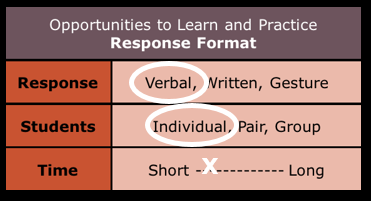 Opportunities to Learn and Practice
Response Format
Response Verbal, Written, Gesture
Students Individual, Pair, Group
Time Short --X------------ Long